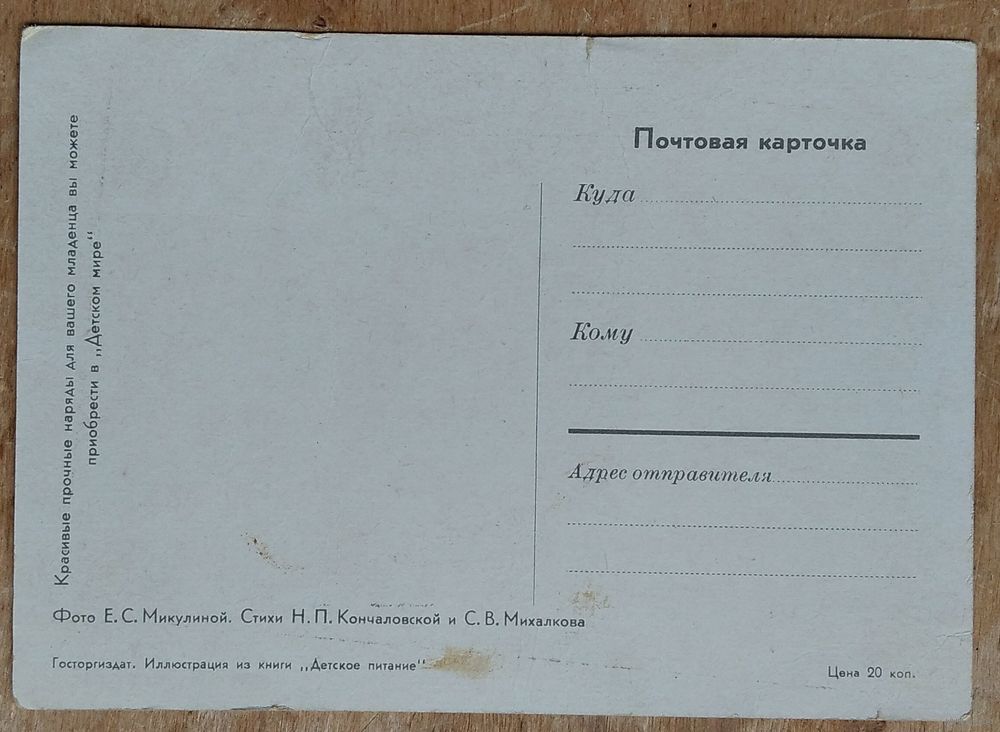 Почтовая карточка
Куда
Кому
Адрес отправителя
Красивые прочные наряды для вашего младенца вы можете
приобрести в „Детском мире“
Фото Е. С. Микулиной. Стихи Н. П. Кончаловской и С. В. Михалкова
Госторгиздат. Иллюстрация из книги „Детское питание“
Цена 20 коп.